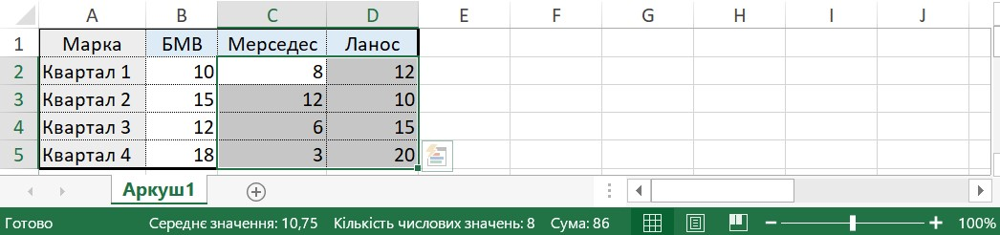 A B C D E F G H I J
1 Марка БМВ Мерседес Ланос
2 Квартал 1 10 8 12
3 Квартал 2 15 12 10
4 Квартал 3 12 6 15
5 Квартал 4 18 3 20
Аркуш1
Готово Середнє значення: 10,75 Кількість числових значень: 8 Сума: 86 100%